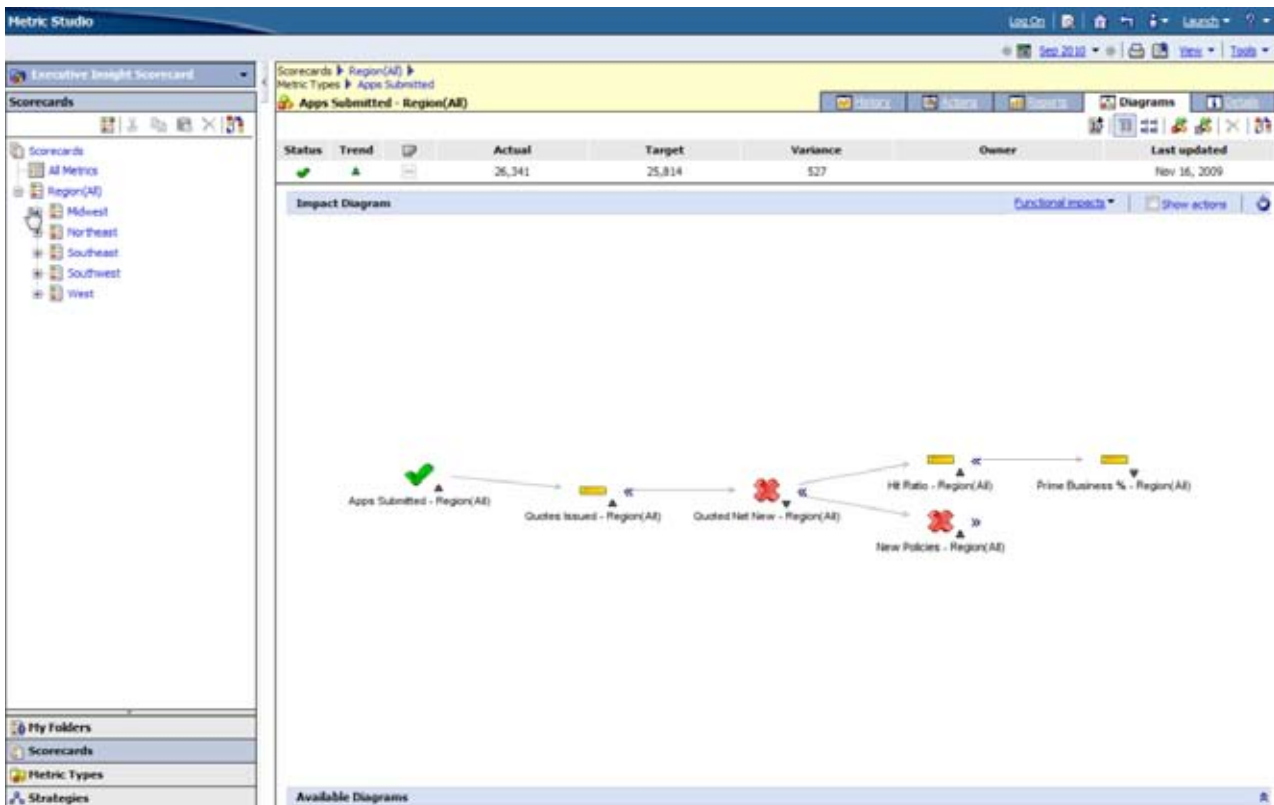 Metric Studio
Log On
Launch
?
Sep 2010
View
Tools
Executive Insight Scorecard
Scorecards
Scorecards
All Metrics
Region(All)
Midwest
Northeast
Southeast
Southwest
West
My Folders
Scorecards
Metric Types
Strategies
Scorecards Region(All)
Metric Types Apps Submitted
Apps Submitted - Region(All)
History
Actions
Reports
Diagrams
Details
Status Trend Actual Target Variance Owner Last updated
26,341 25,814 527 Nov 16, 2009
Impact Diagram
Functional impacts
Show actions
Apps Submitted - Region(All)
Quotes Issued - Region(All)
Quoted Net New - Region(All)
Hit Ratio - Region(All)
Prime Business % - Region(All)
New Policies - Region(All)
Available Diagrams